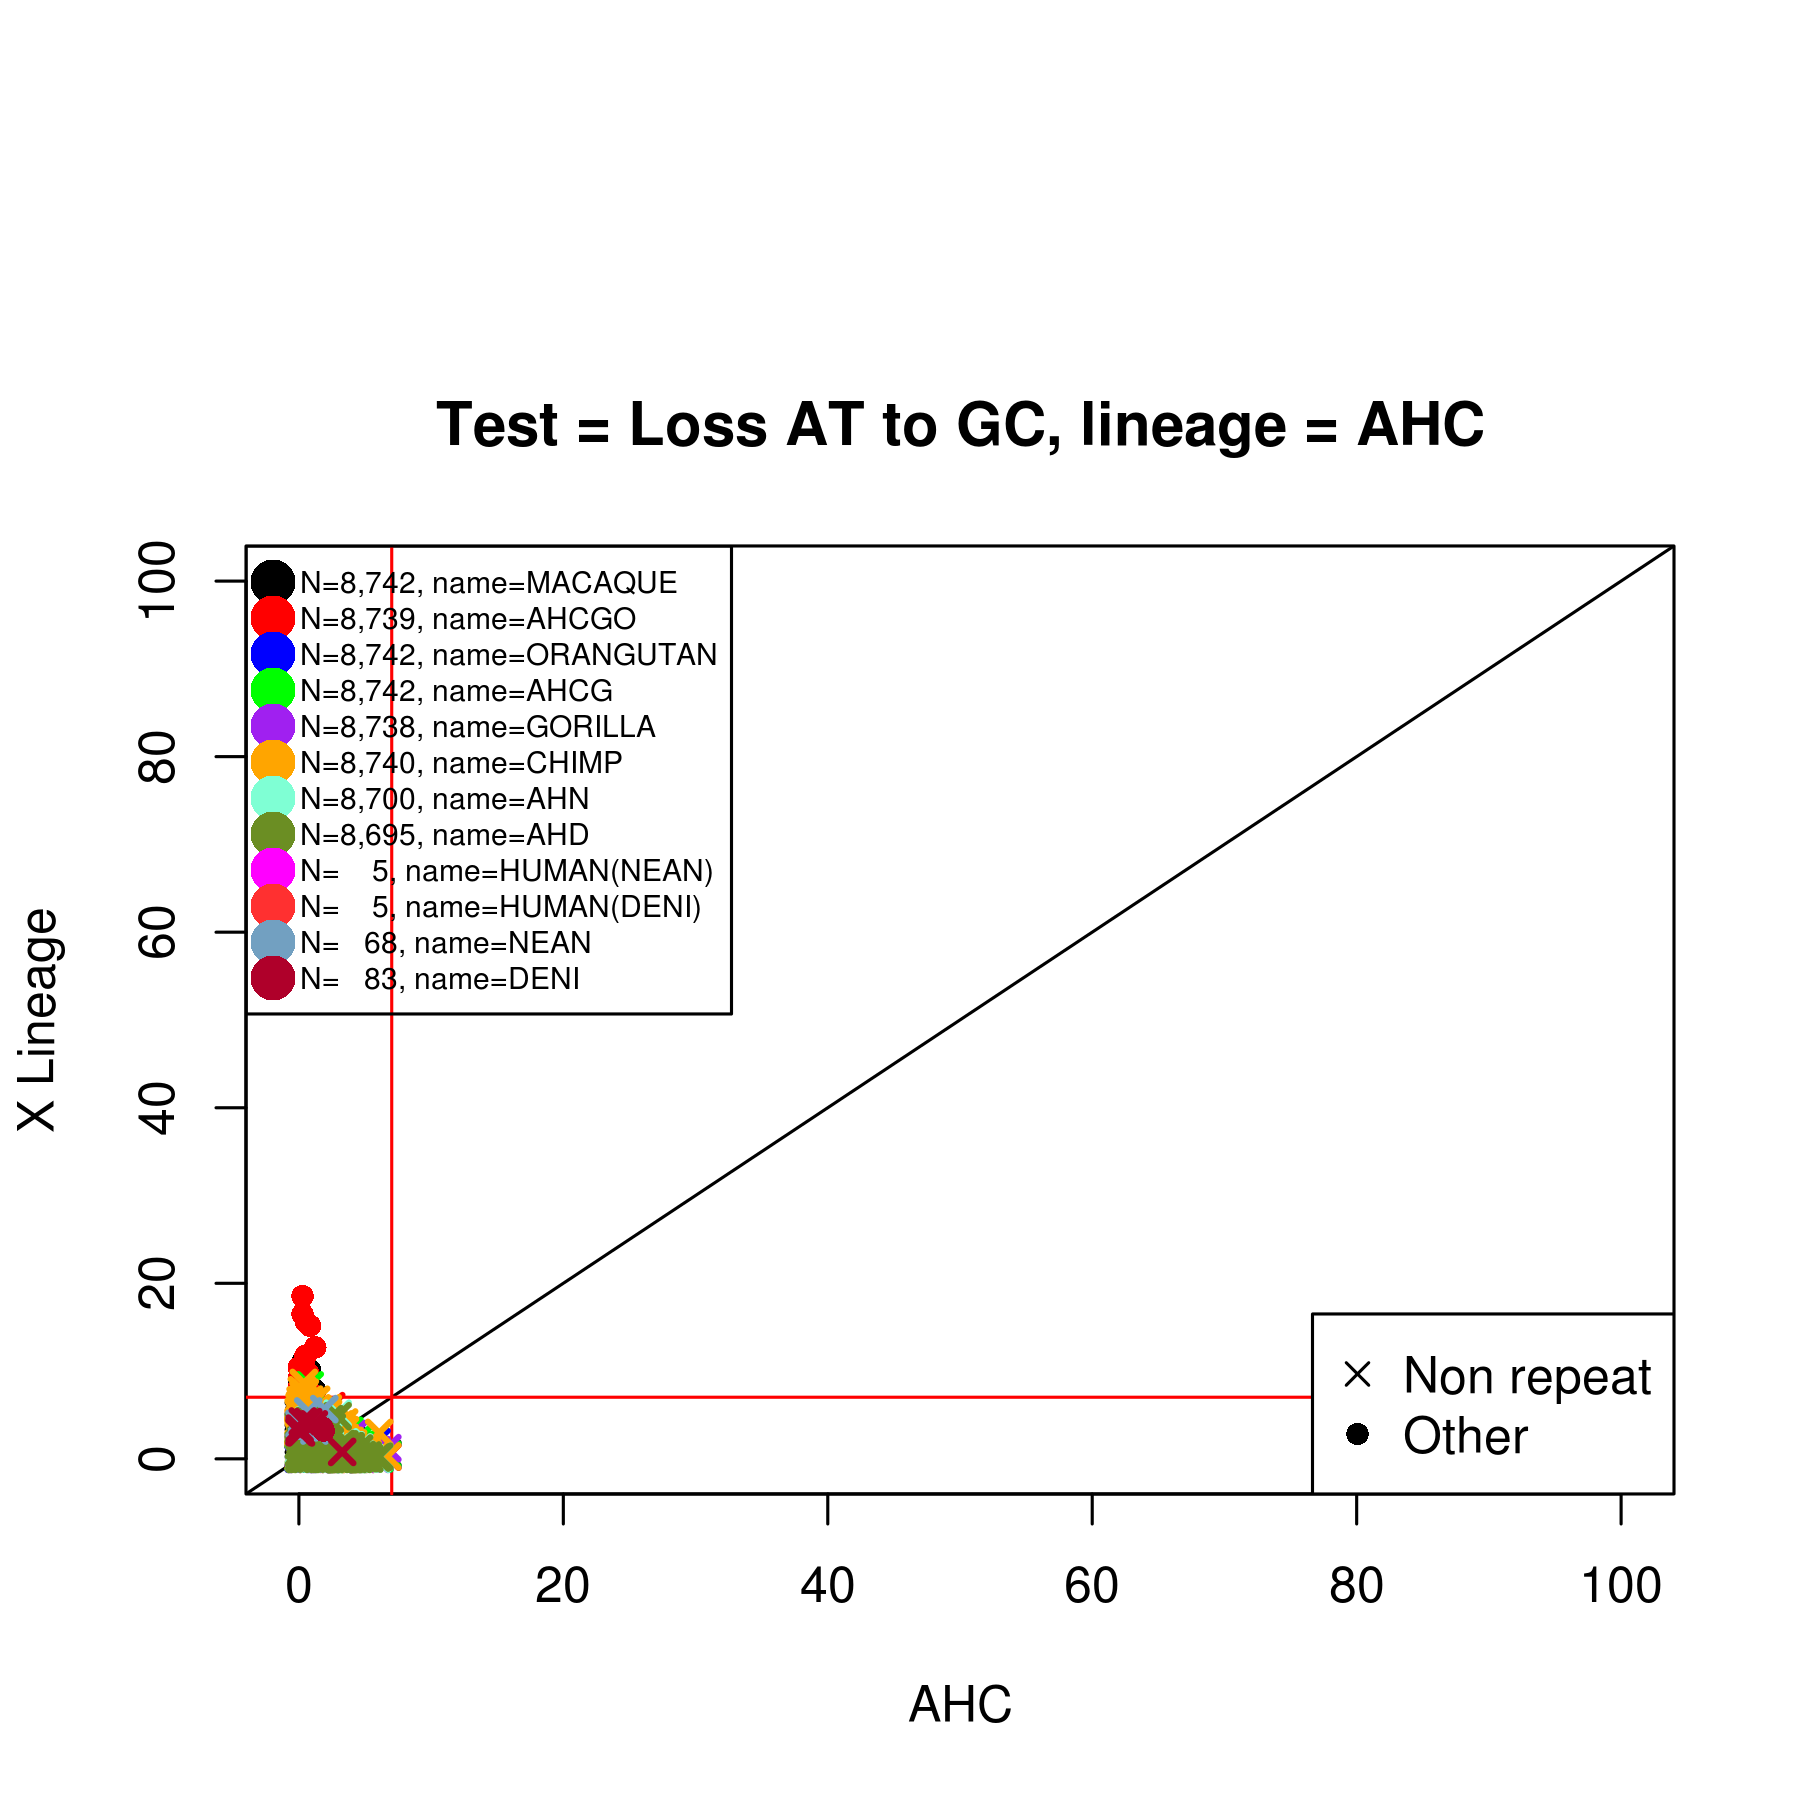 Test = Loss AT to GC, lineage = AHC
100
80
60
40
20
0
X Lineage
N=8,742, name=MACAQUE
N=8,739, name=AHCGO
N=8,742, name=ORANGUTAN
N=8,742, name=AHCG
N=8,738, name=GORILLA
N=8,740, name=CHIMP
N=8,700, name=AHN
N=8,695, name=AHD
N= 5, name=HUMAN(NEAN)
N= 5, name=HUMAN(DENI)
N= 68, name=NEAN
N= 83, name=DENI
Non repeat
Other
0 20 40 60 80 100
AHC